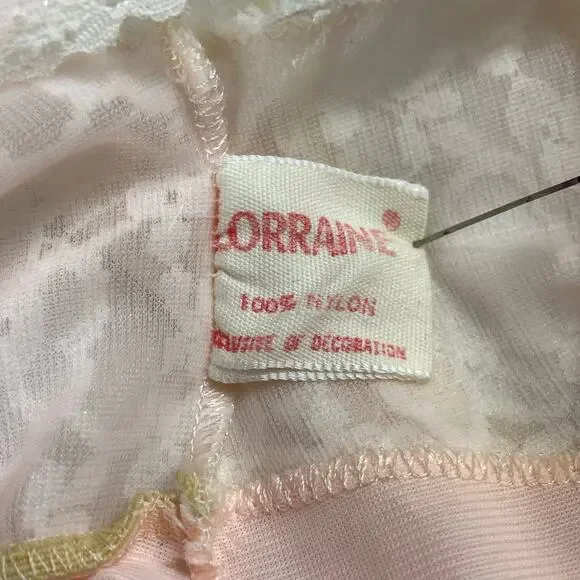 LORRAINE®
100% NYLON
EXCLUSIVE OF DECORATION